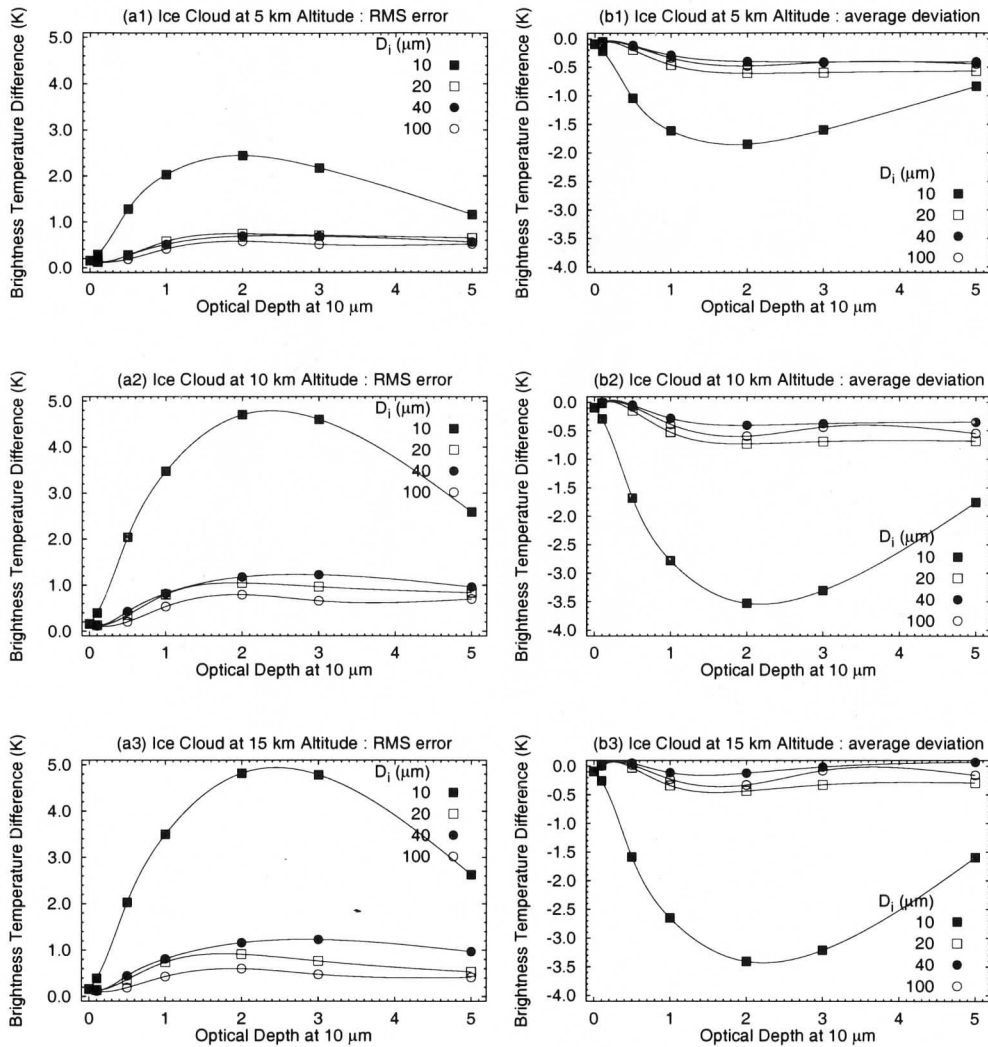 (a1) Ice Cloud at 5 km Altitude : RMS error
Brightness Temperature Difference (K)
5.0
4.0
3.0
2.0
1.0
0.0
Di (μm)
10
20
40
100
0 1 2 3 4 5
Optical Depth at 10 μm
(b1) Ice Cloud at 5 km Altitude : average deviation
Brightness Temperature Difference (K)
0.0
-0.5
-1.0
-1.5
-2.0
-2.5
-3.0
-3.5
-4.0
Di (μm)
10
20
40
100
0 1 2 3 4 5
Optical Depth at 10 μm
(a2) Ice Cloud at 10 km Altitude : RMS error
Brightness Temperature Difference (K)
5.0
4.0
3.0
2.0
1.0
0.0
Di (μm)
10
20
40
100
0 1 2 3 4 5
Optical Depth at 10 μm
(b2) Ice Cloud at 10 km Altitude : average deviation
Brightness Temperature Difference (K)
0.0
-0.5
-1.0
-1.5
-2.0
-2.5
-3.0
-3.5
-4.0
Di (μm)
10
20
40
100
0 1 2 3 4 5
Optical Depth at 10 μm
(a3) Ice Cloud at 15 km Altitude : RMS error
Brightness Temperature Difference (K)
5.0
4.0
3.0
2.0
1.0
0.0
Di (μm)
10
20
40
100
0 1 2 3 4 5
Optical Depth at 10 μm
(b3) Ice Cloud at 15 km Altitude : average deviation
Brightness Temperature Difference (K)
0.0
-0.5
-1.0
-1.5
-2.0
-2.5
-3.0
-3.5
-4.0
Di (μm)
10
20
40
100
0 1 2 3 4 5
Optical Depth at 10 μm